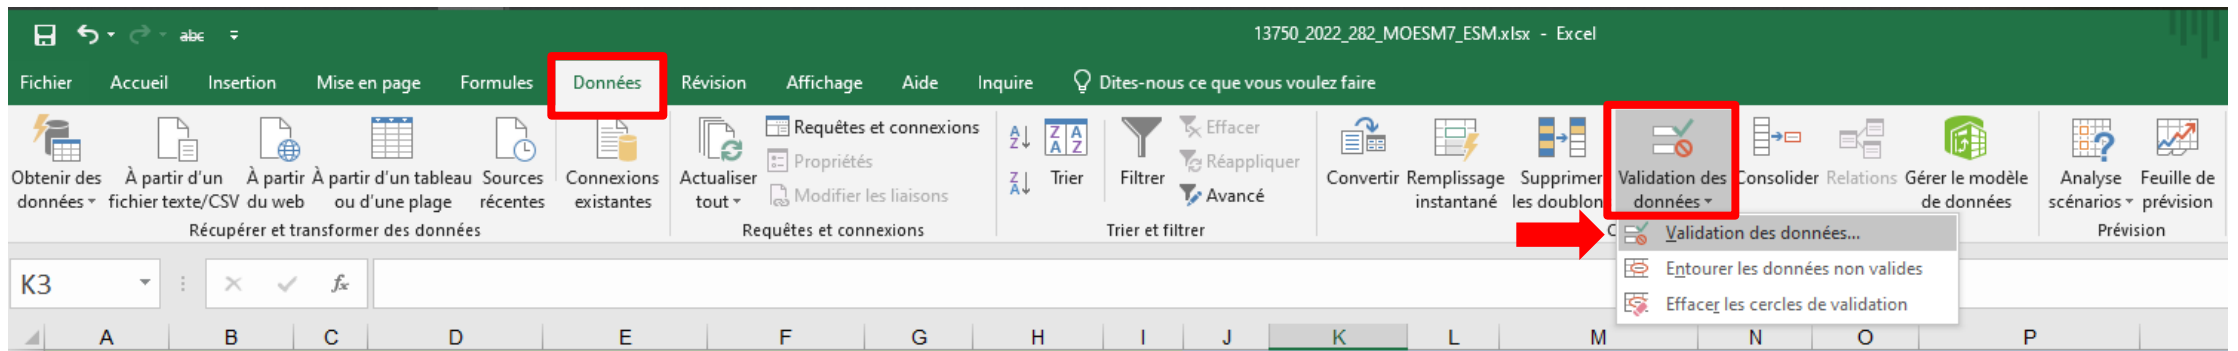 abc
13750_2022_282_MOESM7_ESM.xlsx - Excel
Fichier Accueil Insertion Mise en page Formules Données Révision Affichage Aide Inquire Dites-nous ce que vous voulez faire
Obtenir des données
À partir d'un fichier texte/CSV
À partir du web
À partir d'un tableau ou d'une plage
Sources récentes
Connexions existantes
Récupérer et transformer des données
Actualiser tout
Requêtes et connexions
Propriétés
Modifier les liaisons
Requêtes et connexions
A Z
Z A
Z A A Z
Trier
Filtrer
Effacer
Réappliquer
Avancé
Trier et filtrer
Convertir
Remplissage instantané
Supprimer les doublon
Validation des données
Consolider
Relations
Gérer le modèle de données
Analyse scénarios
Feuille de prévision
Prévision
Validation des données...
Entourer les données non valides
Effacer les cercles de validation
K3 fx
A B C D E F G H I J K L M N O P